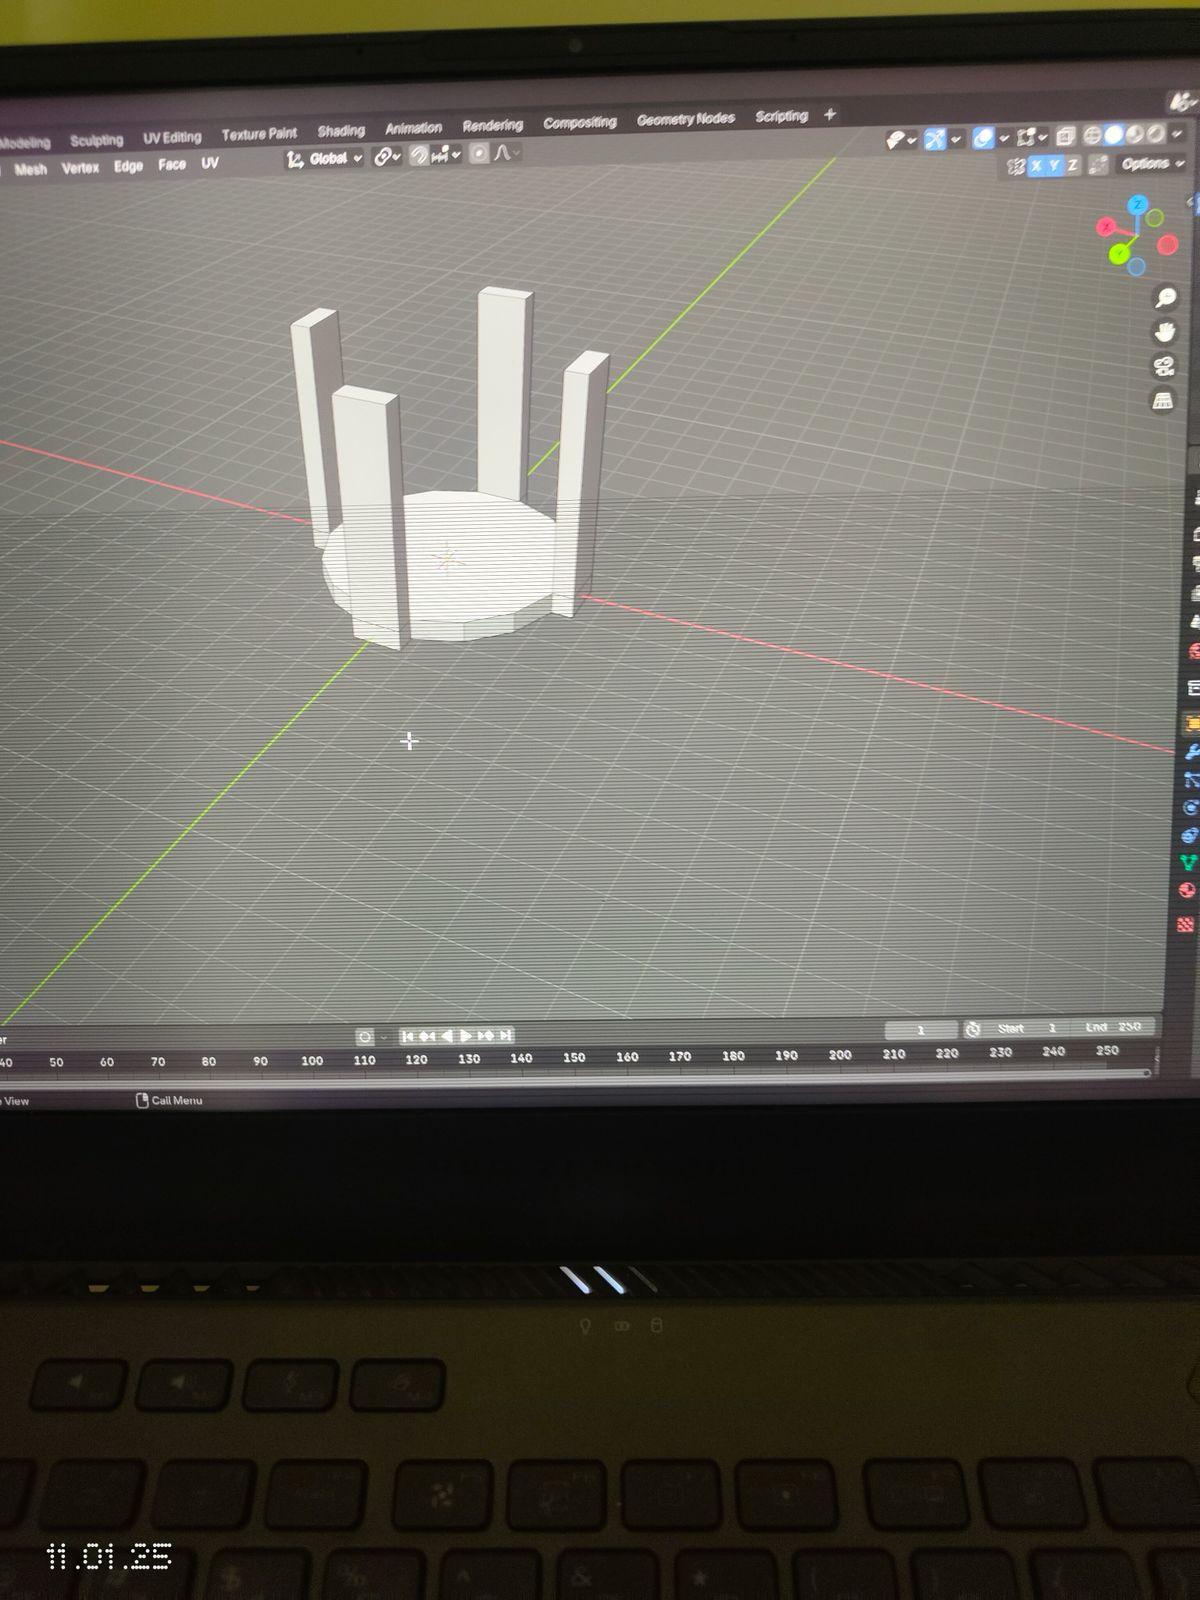 Modeling Sculpting UV Editing Texture Paint Shading Animation Rendering Compositing Geometry Nodes Scripting +
Mesh Vertex Edge Face UV Global X Y Z Options
Z
1 Start 1 End 250
40 50 60 70 80 90 100 110 120 130 140 150 160 170 180 190 200 210 220 230 240 250
View Call Menu
11.01.25